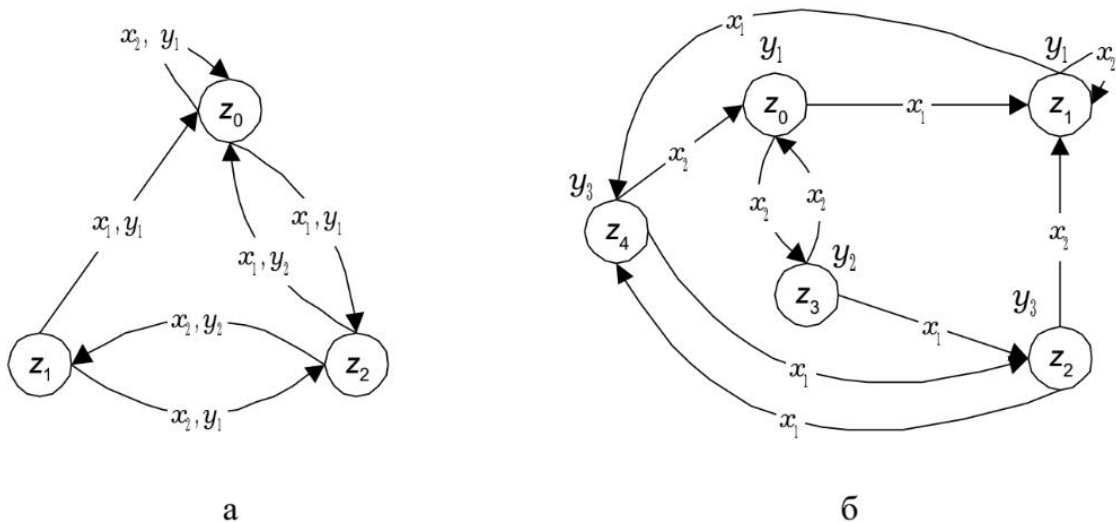 x₂, y₁
z₀
x₁, y₁
x₁, y₁
x₁, y₂
x₂, y₂
z₁
z₂
x₂, y₁
а
x₁
y₁
y₁
x₂
z₀
x₁
z₁
x₂
y₃
x₂
x₂
z₄
x₂
y₂
z₃
y₃
x₁
z₂
x₁
x₁
б